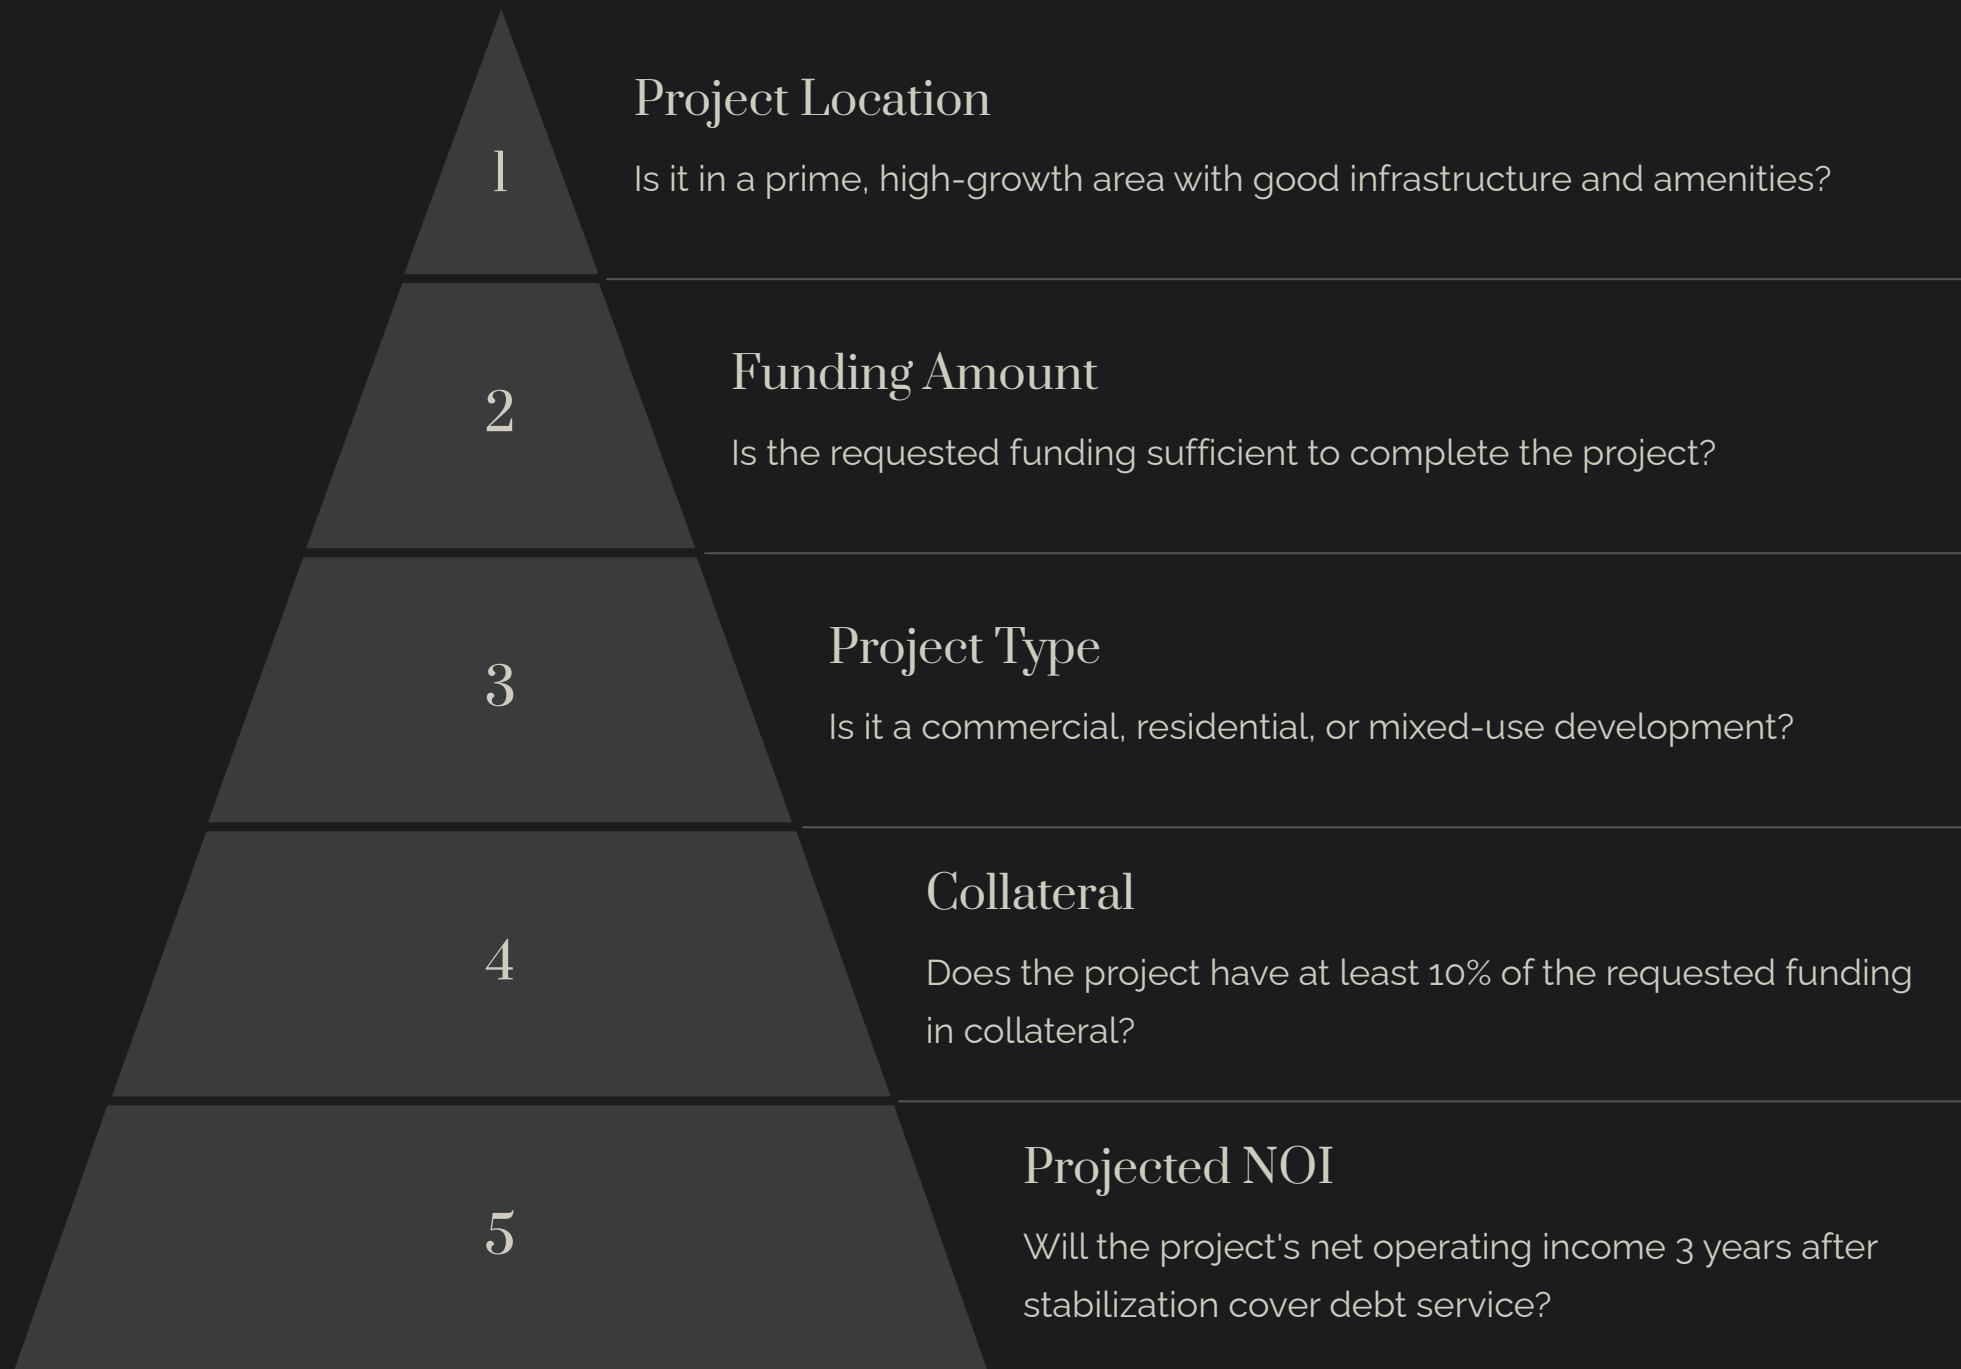 1
Project Location
Is it in a prime, high-growth area with good infrastructure and amenities?
2
Funding Amount
Is the requested funding sufficient to complete the project?
3
Project Type
Is it a commercial, residential, or mixed-use development?
4
Collateral
Does the project have at least 10% of the requested funding
in collateral?
5
Projected NOI
Will the project's net operating income 3 years after
stabilization cover debt service?